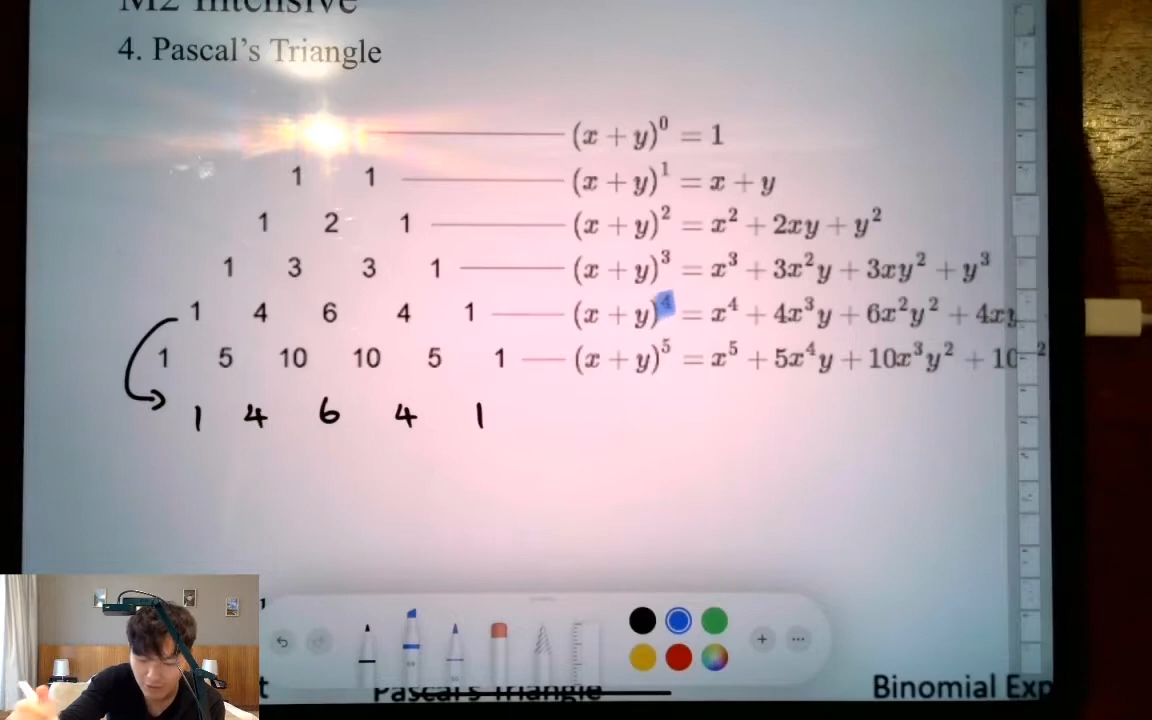 M2 Intensive
4. Pascal's Triangle
(x + y)⁰ = 1
1 1 (x + y)¹ = x + y
1 2 1 (x + y)² = x² + 2xy + y²
1 3 3 1 (x + y)³ = x³ + 3x²y + 3xy² + y³
1 4 6 4 1 (x + y)⁴ = x⁴ + 4x³y + 6x²y² + 4xy
1 5 10 10 5 1 (x + y)⁵ = x⁵ + 5x⁴y + 10x³y² + 10 ²
1 4 6 4 1
Pascal's Triangle
Binomial Exp